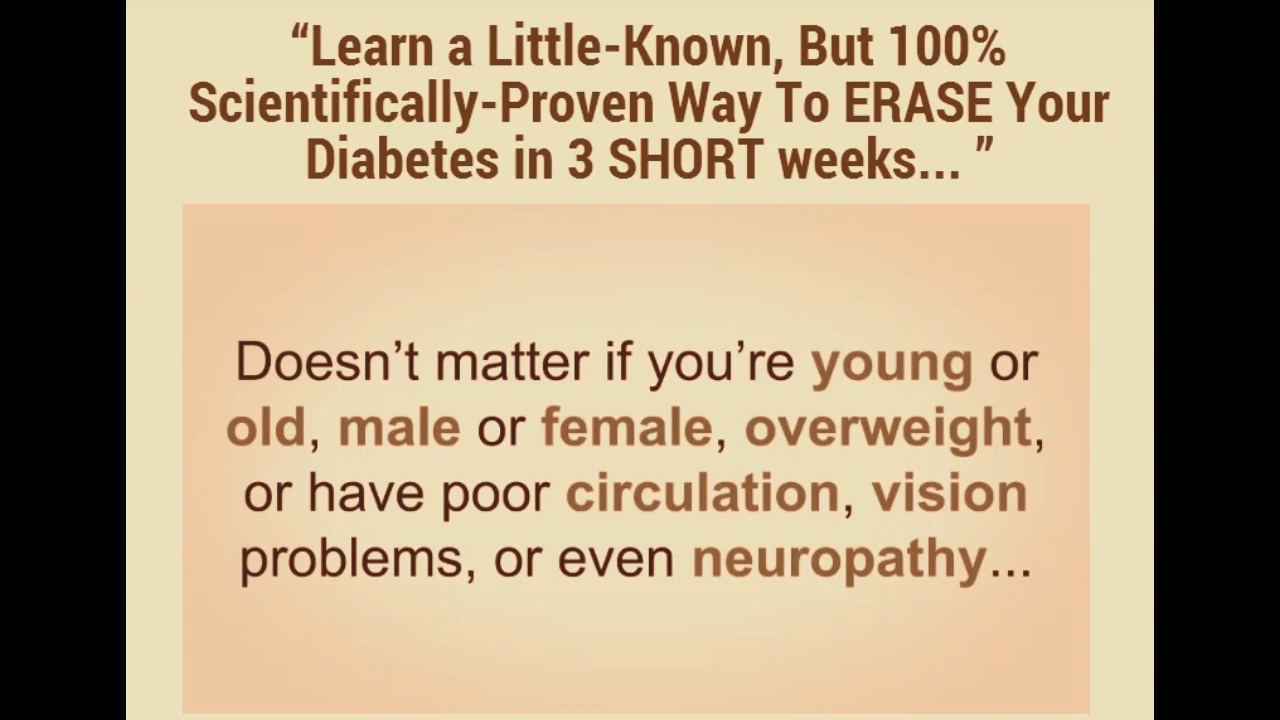 “Learn a Little-Known, But 100%
Scientifically-Proven Way To ERASE Your
Diabetes in 3 SHORT weeks... ”
Doesn’t matter if you’re young or
old, male or female, overweight,
or have poor circulation, vision
problems, or even neuropathy...